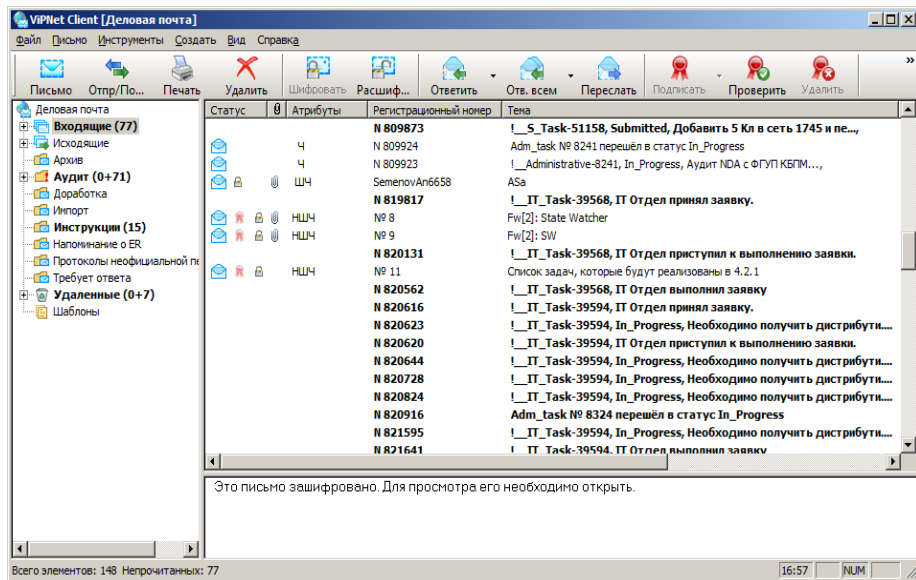 ViPNet Client [Деловая почта]
Файл Письмо Инструменты Создать Вид Справка
Письмо Отпр/По... Печать Удалить Шифровать Расшиф... Ответить Отв. всем Переслать Подписать Проверить Удалить »
Деловая почта
Входящие (77)
Исходящие
Архив
Аудит (0+71)
Доработка
Импорт
Инструкции (15)
Напоминание о ER
Протоколы неофициальной пе
Требует ответа
Удаленные (0+7)
Шаблоны
Статус Атрибуты Регистрационный номер Тема
N 809873 !__S_Task-51158, Submitted, Добавить 5 Кл в сеть 1745 и пе...,
Ч N 809924 Adm_task № 8241 перешёл в статус In_Progress
Ч N 809923 !__Administrative-8241, In_Progress, Аудит NDA с ФГУП КБПМ...,
ШЧ SemenovAn6658 ASa
N 819817 !__IT_Task-39568, IT Отдел принял заявку.
НШЧ № 8 Fw[2]: State Watcher
НШЧ № 9 Fw[2]: SW
N 820131 !__IT_Task-39568, IT Отдел приступил к выполнению заявки.
НШЧ № 11 Список задач, которые будут реализованы в 4.2.1
N 820562 !__IT_Task-39568, IT Отдел выполнил заявку
N 820616 !__IT_Task-39594, IT Отдел принял заявку.
N 820623 !__IT_Task-39594, In_Progress, Необходимо получить дистрибути....
N 820620 !__IT_Task-39594, IT Отдел приступил к выполнению заявки.
N 820644 !__IT_Task-39594, In_Progress, Необходимо получить дистрибути....
N 820728 !__IT_Task-39594, In_Progress, Необходимо получить дистрибути....
N 820824 !__IT_Task-39594, In_Progress, Необходимо получить дистрибути....
N 820916 Adm_task № 8324 перешёл в статус In_Progress
N 821595 !__IT_Task-39594, In_Progress, Необходимо получить дистрибути....
N 821641 !__IT_Task-39594, IT Отдел выполнил заявку
Это письмо зашифровано. Для просмотра его необходимо открыть.
Всего элементов: 148 Непрочитанных: 77 16:57 NUM